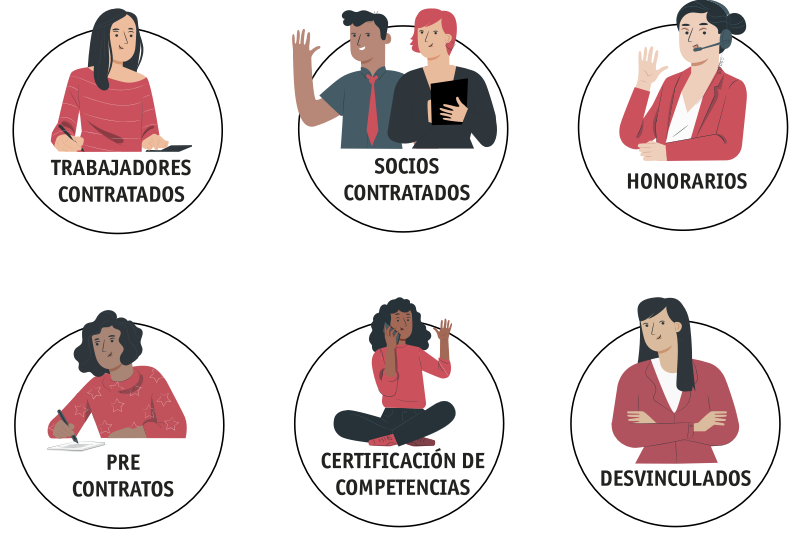 TRABAJADORES
CONTRATADOS
SOCIOS
CONTRATADOS
HONORARIOS
PRE
CONTRATOS
CERTIFICACIÓN DE
COMPETENCIAS
DESVINCULADOS